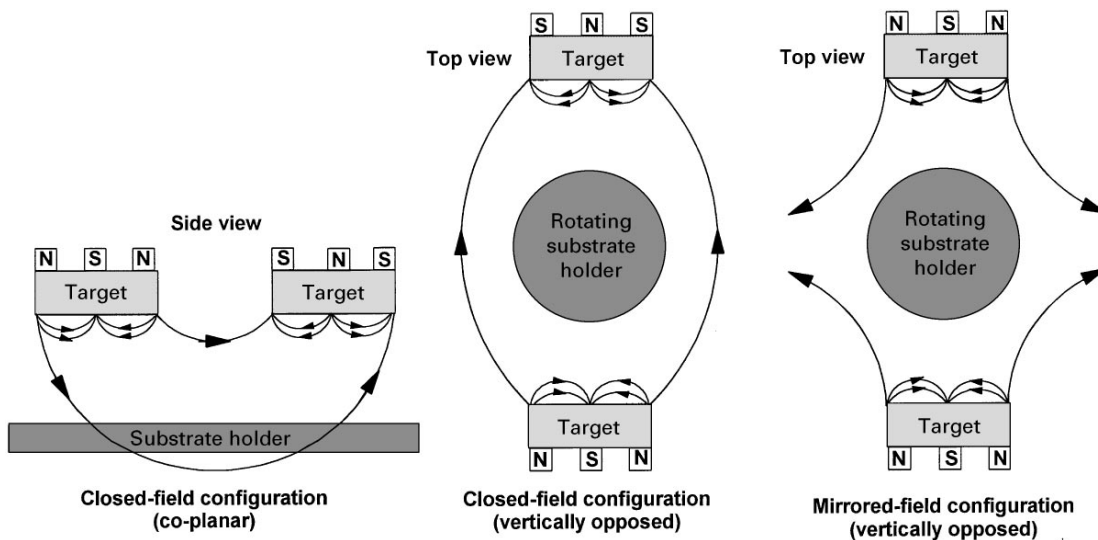 Side view
N S N
S N S
Target
Target
Substrate holder
Closed-field configuration
(co-planar)
S N S
Top view
Target
Rotating
substrate
holder
Target
N S N
Closed-field configuration
(vertically opposed)
N S N
Top view
Target
Rotating
substrate
holder
Target
N S N
Mirrored-field configuration
(vertically opposed)